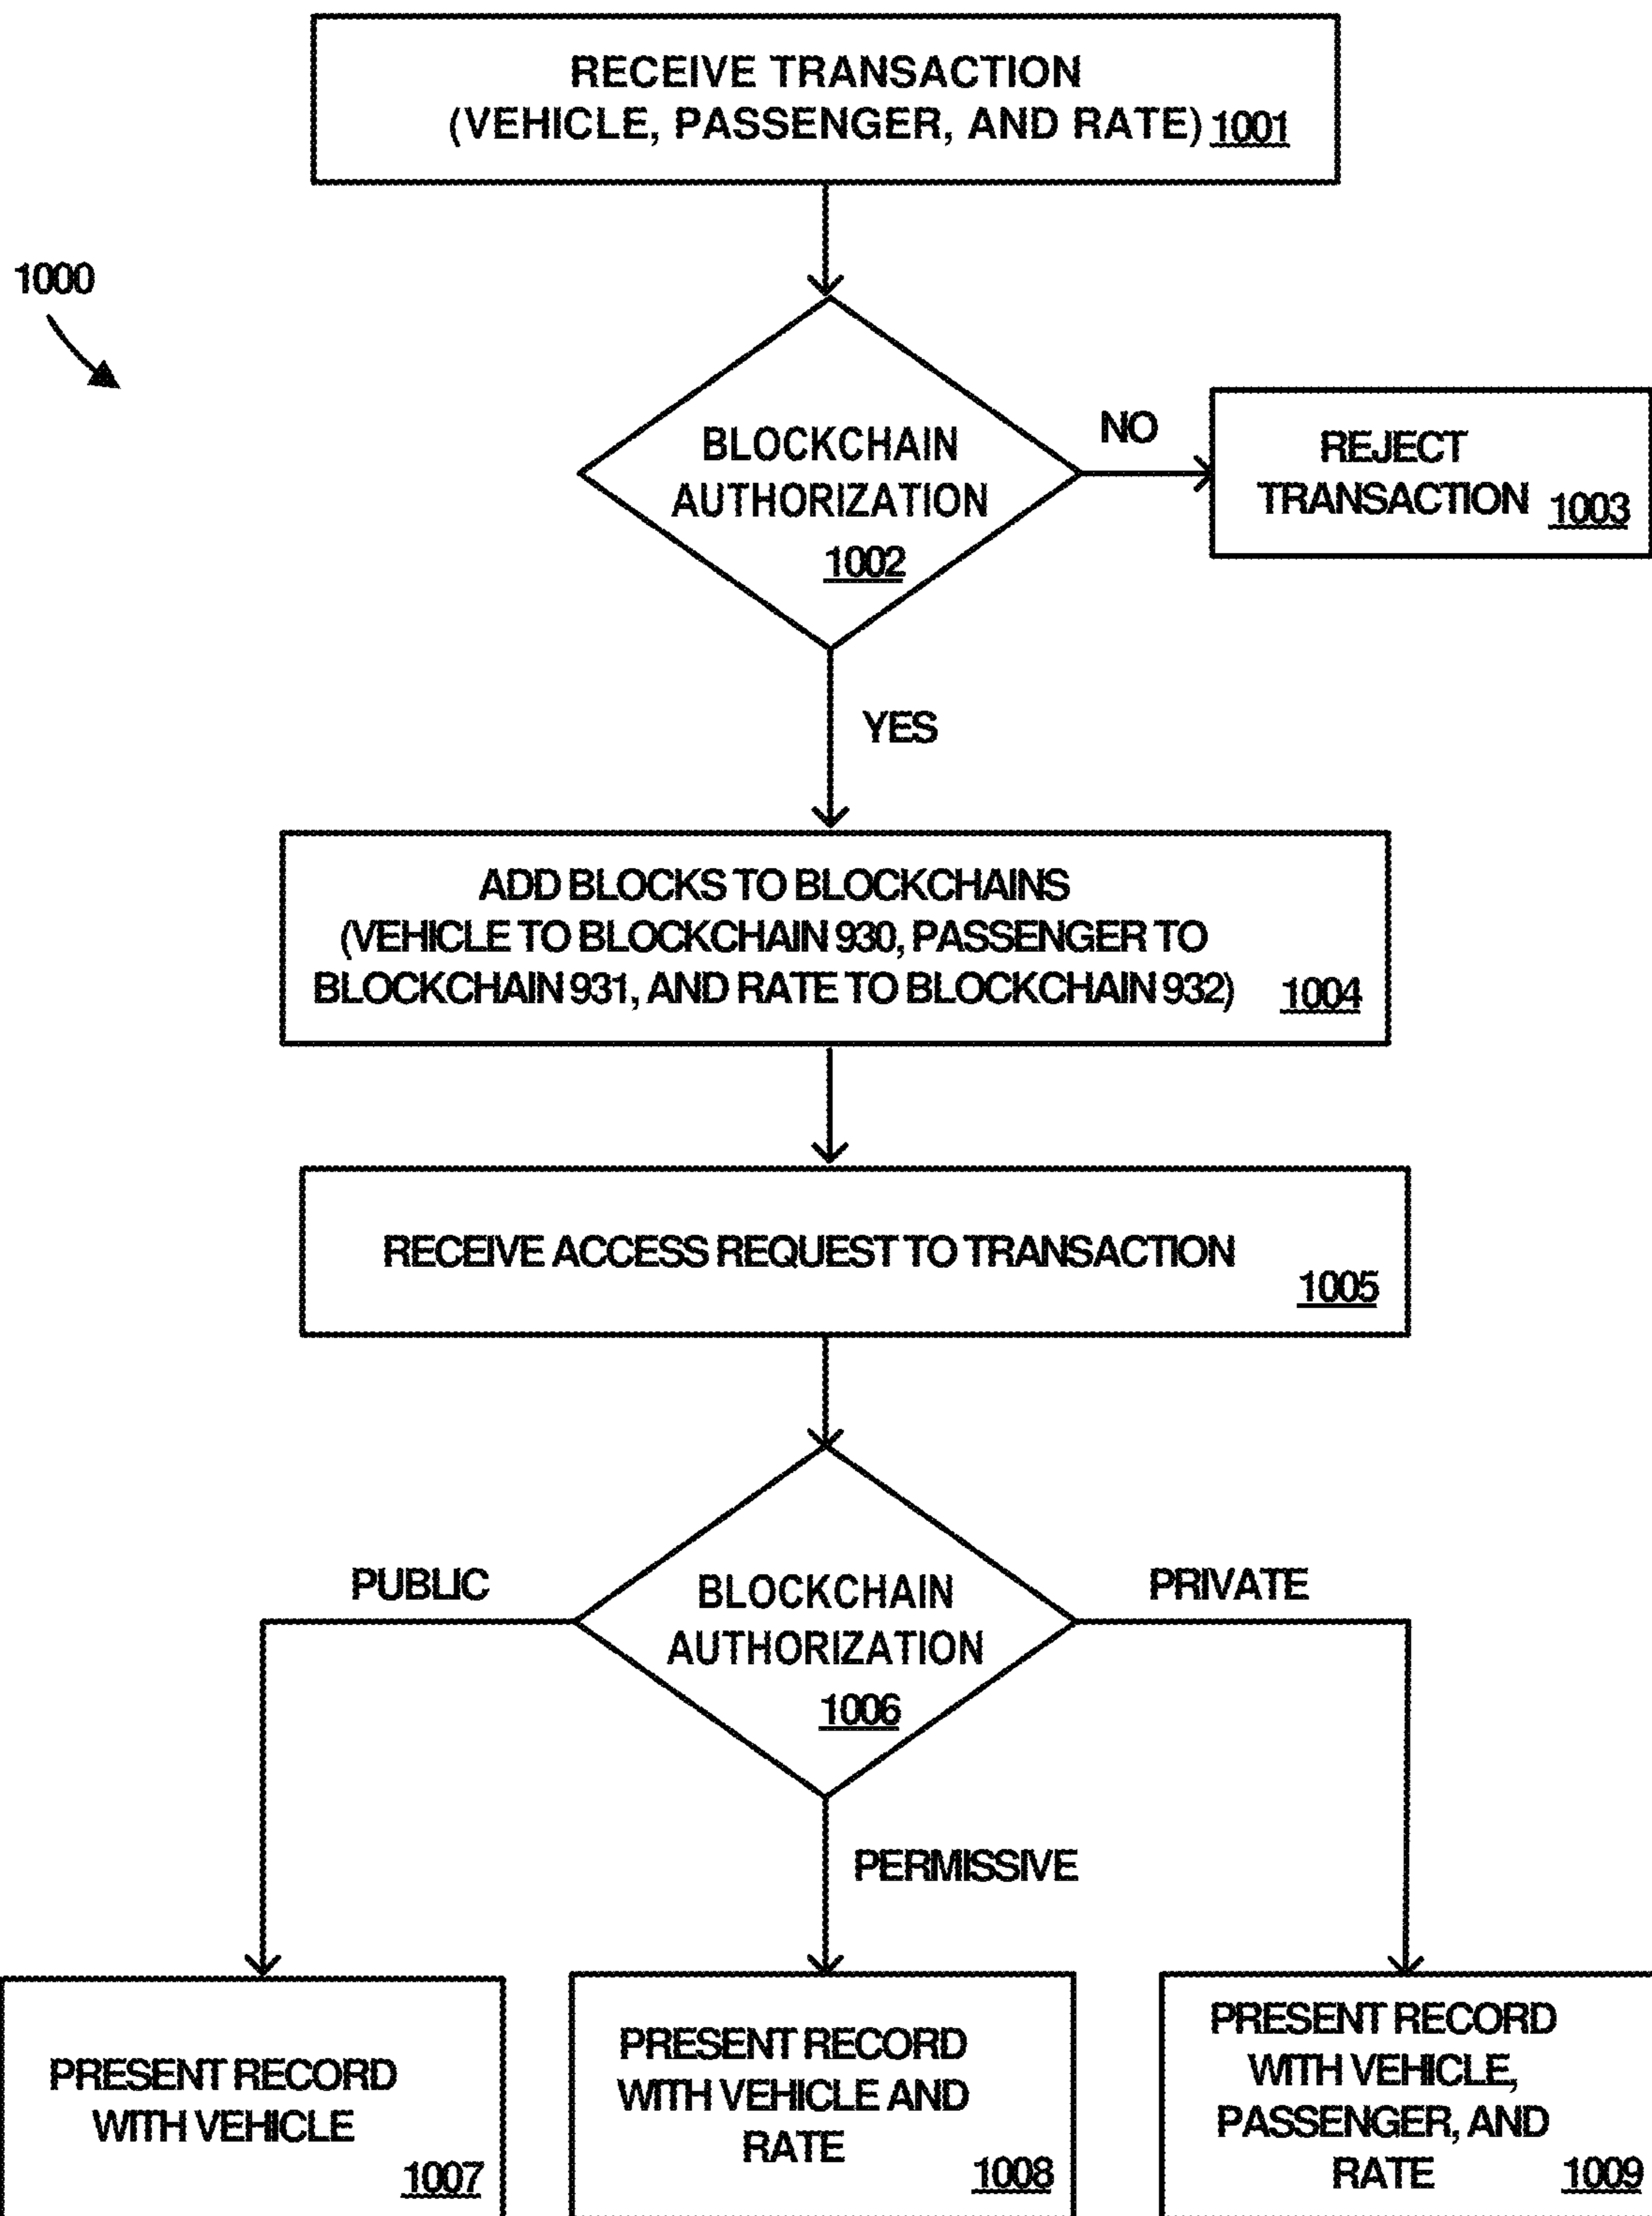 RECEIVE TRANSACTION
(VEHICLE, PASSENGER, AND RATE) 1001
1000
BLOCKCHAIN
AUTHORIZATION
1002
NO
REJECT
TRANSACTION 1003
YES
ADD BLOCKS TO BLOCKCHAINS
(VEHICLE TO BLOCKCHAIN 930, PASSENGER TO
BLOCKCHAIN 931, AND RATE TO BLOCKCHAIN 932) 1004
RECEIVE ACCESS REQUEST TO TRANSACTION
1005
PUBLIC
BLOCKCHAIN
AUTHORIZATION
1006
PRIVATE
PERMISSIVE
PRESENT RECORD
WITH VEHICLE
1007
PRESENT RECORD
WITH VEHICLE AND
RATE 1008
PRESENT RECORD
WITH VEHICLE,
PASSENGER, AND
RATE 1009